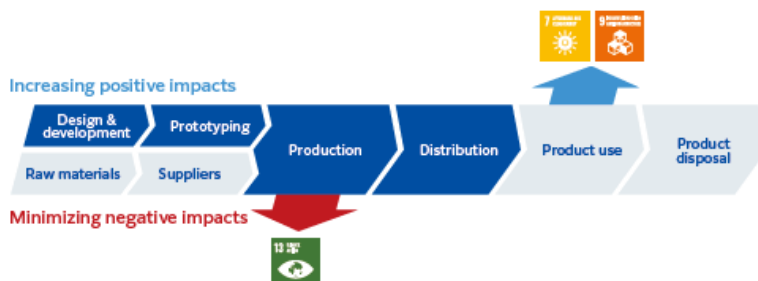 7
9
Increasing positive impacts
Design &
development
Prototyping
Raw materials
Suppliers
Production
Distribution
Product use
Product
disposal
Minimizing negative impacts
13